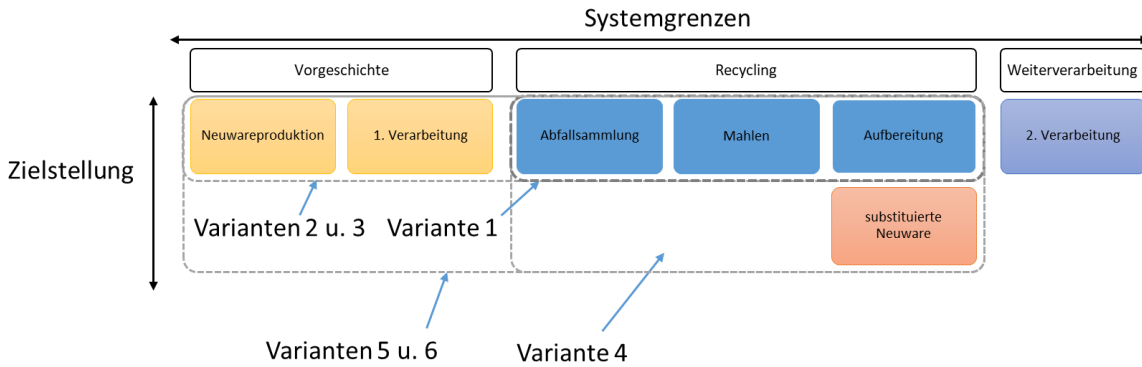 Systemgrenzen
Vorgeschichte
Recycling
Weiterverarbeitung
Zielstellung
Neuwareproduktion
1. Verarbeitung
Abfallsammlung
Mahlen
Aufbereitung
2. Verarbeitung
Varianten 2 u. 3
Variante 1
substituierte
Neuware
Varianten 5 u. 6
Variante 4